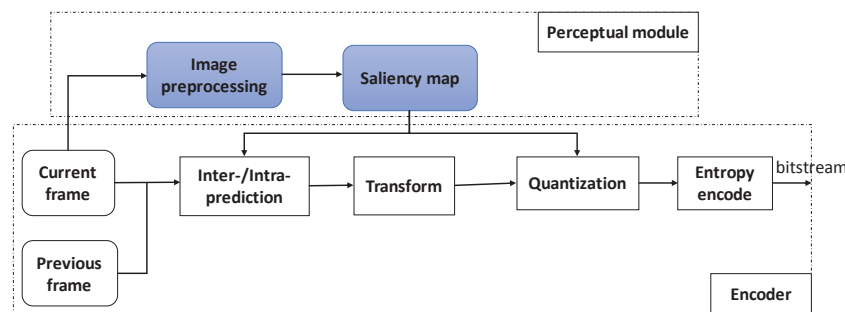 Perceptual module
Image
preprocessing
Saliency map
Current
frame
Inter-/Intra-
prediction
Transform
Quantization
Entropy
encode
bitstream
Previous
frame
Encoder